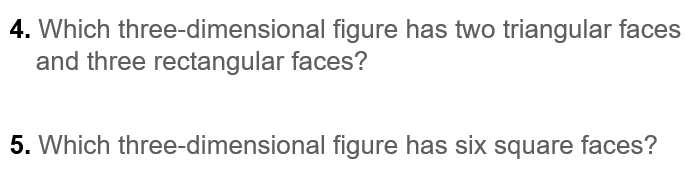 4. Which three-dimensional figure has two triangular faces
and three rectangular faces?
5. Which three-dimensional figure has six square faces?